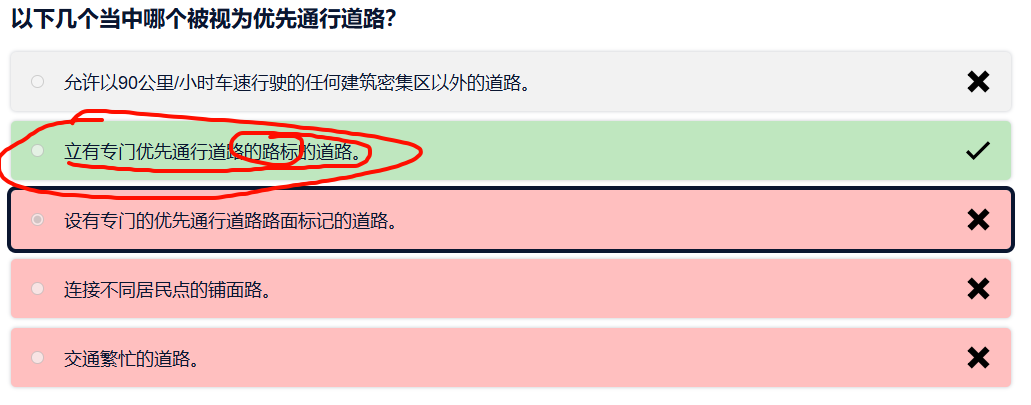 以下几个当中哪个被视为优先通行道路？
允许以90公里/小时车速行驶的任何建筑密集区以外的道路。
立有专门优先通行道路的路标的道路。
设有专门的优先通行道路路面标记的道路。
连接不同居民点的铺面路。
交通繁忙的道路。